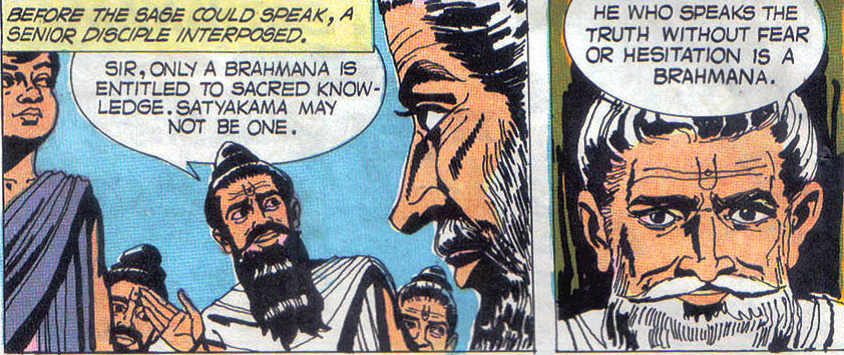 BEFORE THE SAGE COULD SPEAK, A
SENIOR DISCIPLE INTERPOSED.
SIR, ONLY A BRAHMANA IS
ENTITLED TO SACRED KNOW-
LEDGE. SATYAKAMA MAY
NOT BE ONE.
HE WHO SPEAKS THE
TRUTH WITHOUT FEAR
OR HESITATION IS A
BRAHMANA.